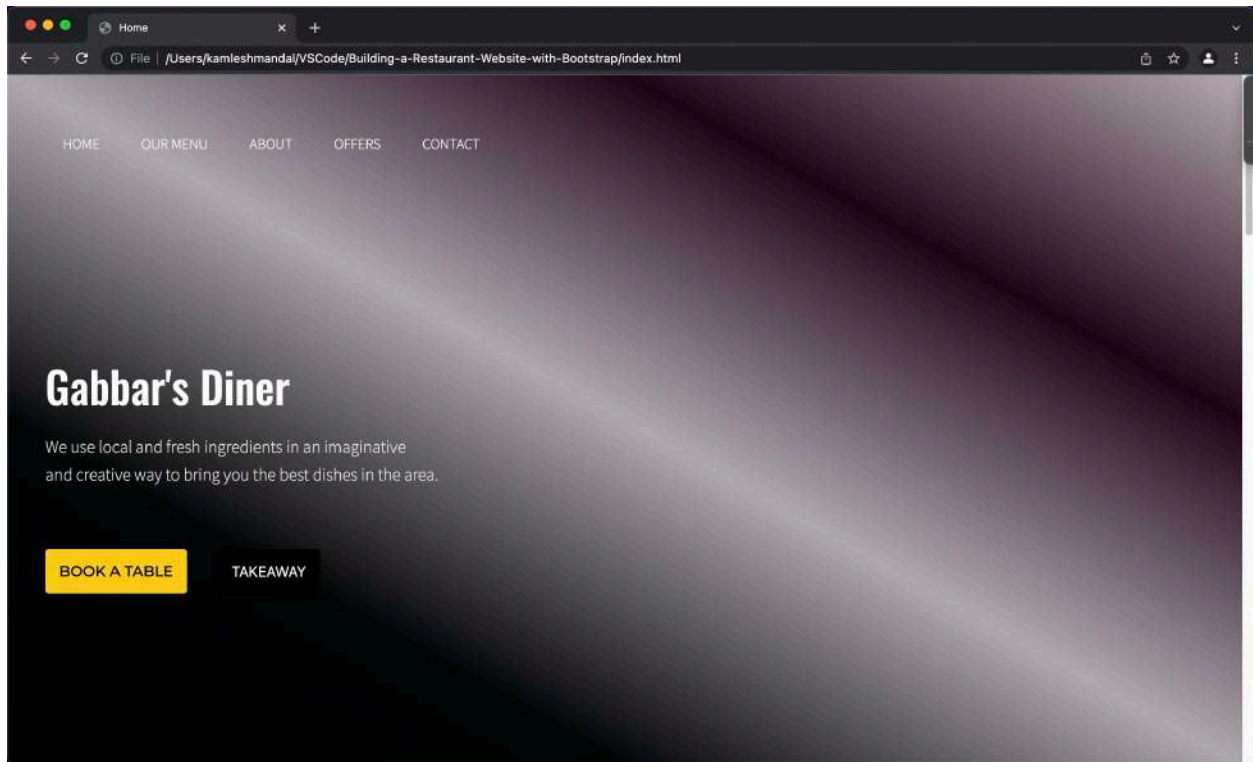 Home
File | /Users/kamleshmandal/VSCode/Building-a-Restaurant-Website-with-Bootstrap/index.html
HOME OUR MENU ABOUT OFFERS CONTACT
Gabbar's Diner
We use local and fresh ingredients in an imaginative
and creative way to bring you the best dishes in the area.
BOOK A TABLE TAKEAWAY